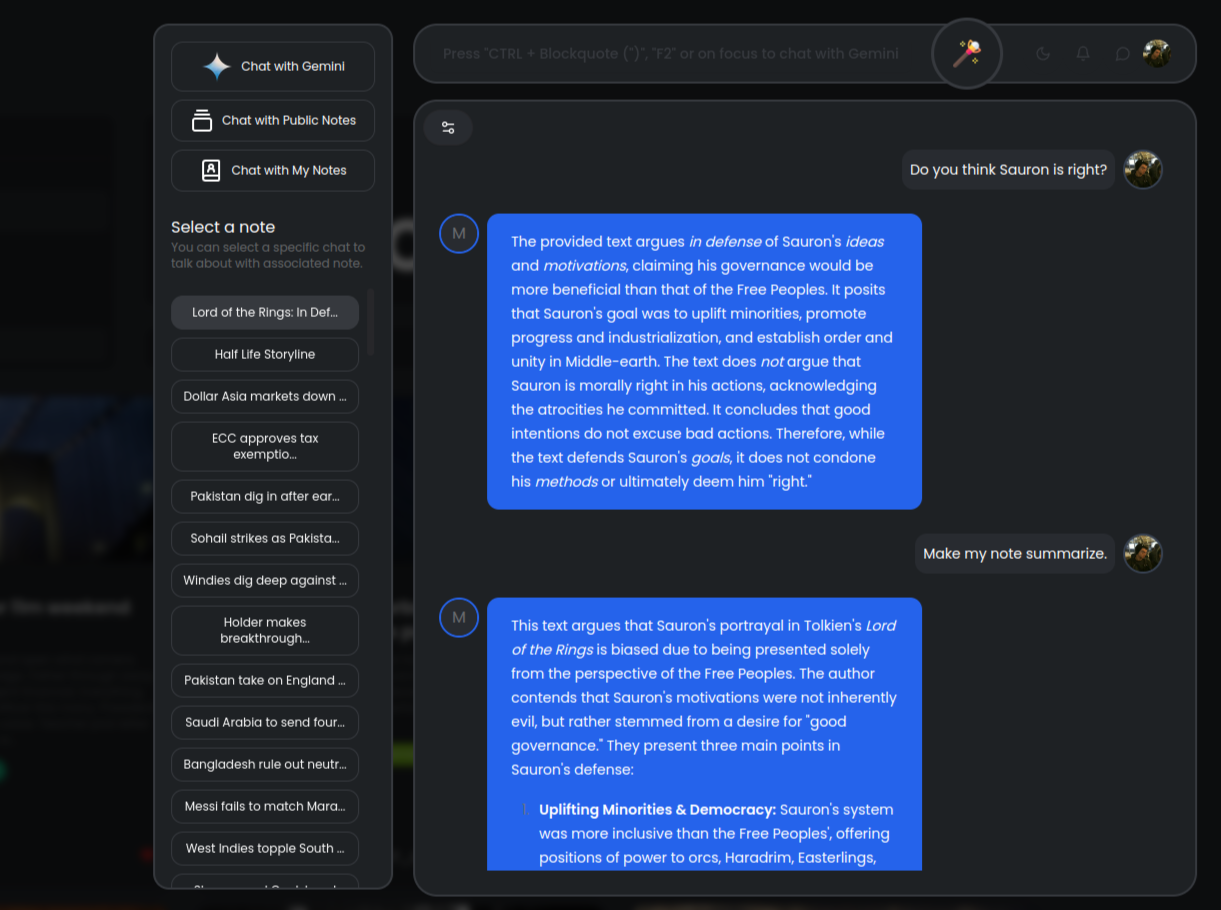 Chat with Gemini
Chat with Public Notes
Chat with My Notes
Select a note
You can select a specific chat to
talk about with associated note.
Lord of the Rings: In Def...
Half Life Storyline
Dollar Asia markets down ...
ECC approves tax
exemptio...
Pakistan dig in after ear...
Sohail strikes as Pakista...
Windies dig deep against ...
Holder makes
breakthrough...
Pakistan take on England ...
Saudi Arabia to send four...
Bangladesh rule out neutr...
Messi fails to match Mara...
West Indies topple South ...
Press "CTRL + Blockquote (")", "F2" or on focus to chat with Gemini
Do you think Sauron is right?
M
The provided text argues in defense of Sauron's ideas
and motivations, claiming his governance would be
more beneficial than that of the Free Peoples. It posits
that Sauron's goal was to uplift minorities, promote
progress and industrialization, and establish order and
unity in Middle-earth. The text does not argue that
Sauron is morally right in his actions, acknowledging
the atrocities he committed. It concludes that good
intentions do not excuse bad actions. Therefore, while
the text defends Sauron's goals, it does not condone
his methods or ultimately deem him "right."
Make my note summarize.
M
This text argues that Sauron's portrayal in Tolkien's Lord
of the Rings is biased due to being presented solely
from the perspective of the Free Peoples. The author
contends that Sauron's motivations were not inherently
evil, but rather stemmed from a desire for "good
governance." They present three main points in
Sauron's defense:
1. Uplifting Minorities & Democracy: Sauron's system
was more inclusive than the Free Peoples', offering
positions of power to orcs, Haradrim, Easterlings,